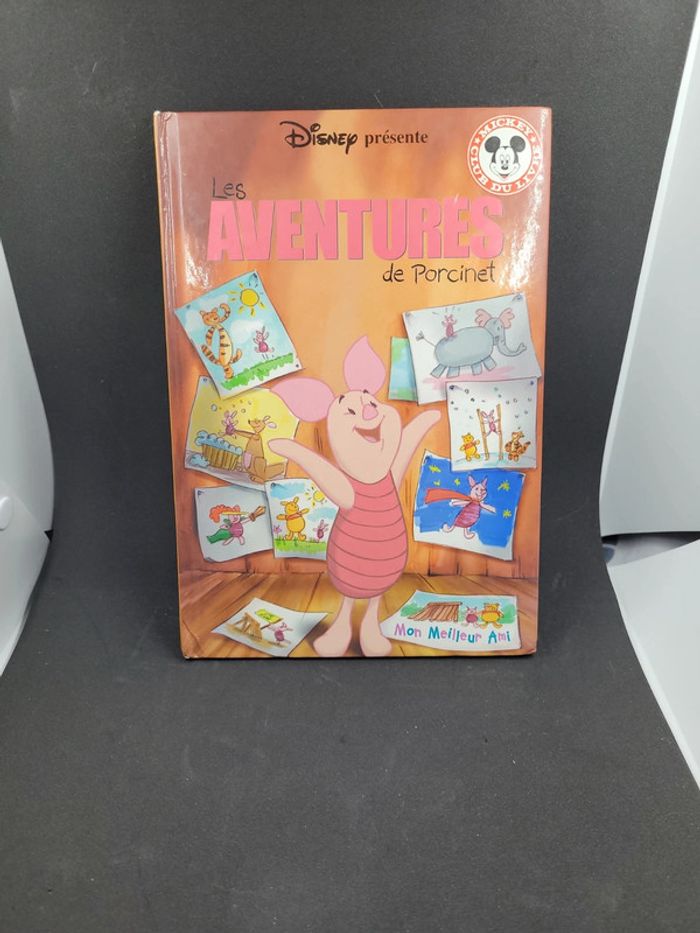 Disney présente
MICKEY
CLUB DU LIVRE
Les
AVENTURES
de Porcinet
Mon Meilleur Ami